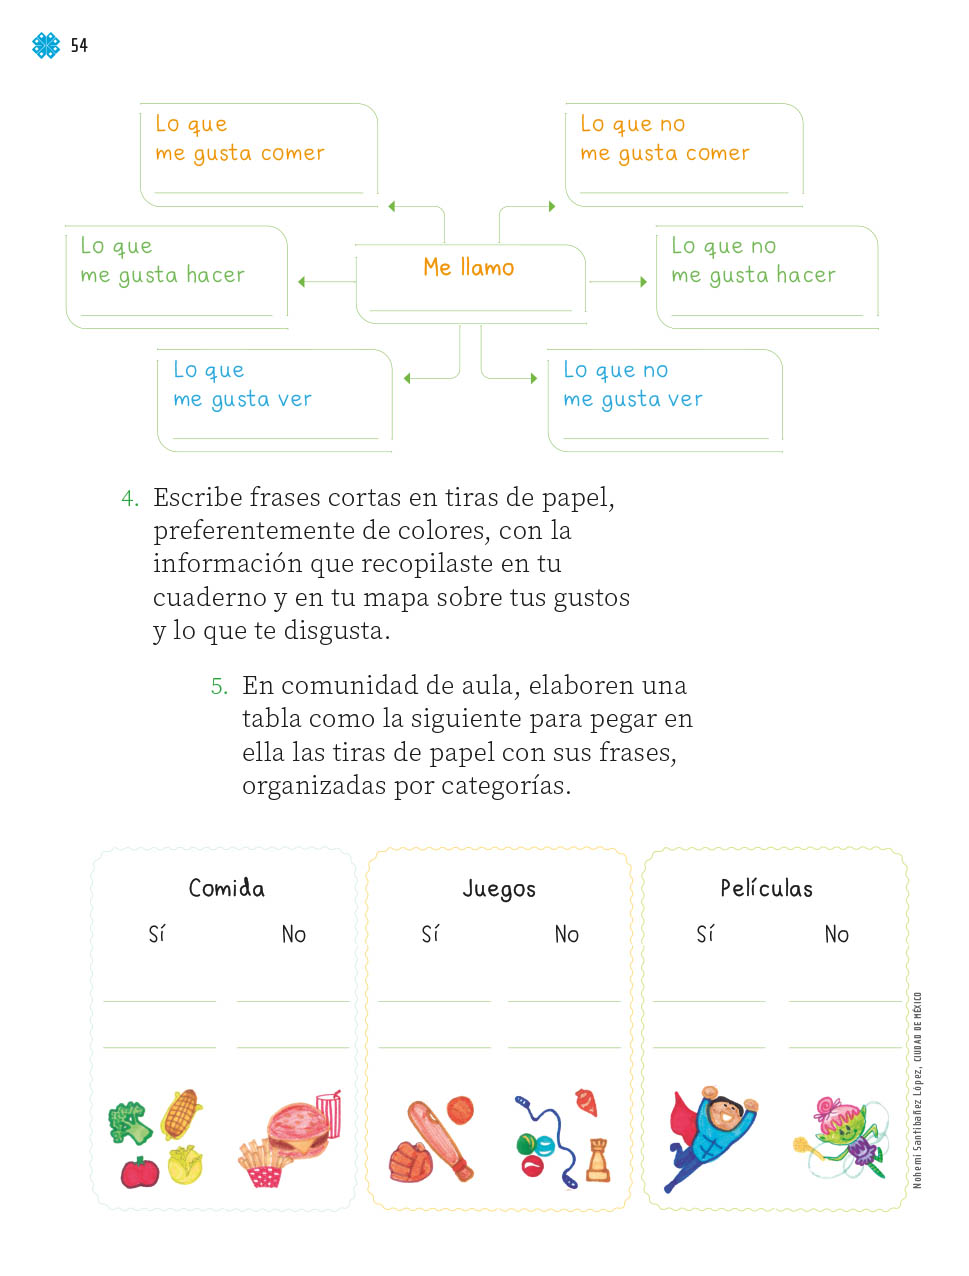 54
Lo que
me gusta comer
Lo que no
me gusta comer
Lo que
me gusta hacer
Me llamo
Lo que no
me gusta hacer
Lo que
me gusta ver
Lo que no
me gusta ver
4. Escribe frases cortas en tiras de papel,
preferentemente de colores, con la
información que recopilaste en tu
cuaderno y en tu mapa sobre tus gustos
y lo que te disgusta.
5. En comunidad de aula, elaboren una
tabla como la siguiente para pegar en
ella las tiras de papel con sus frases,
organizadas por categorías.
Comida
Sí No
Juegos
Sí No
Películas
Sí No
Nohemí Santibañez López, CIUDAD DE MÉXICO